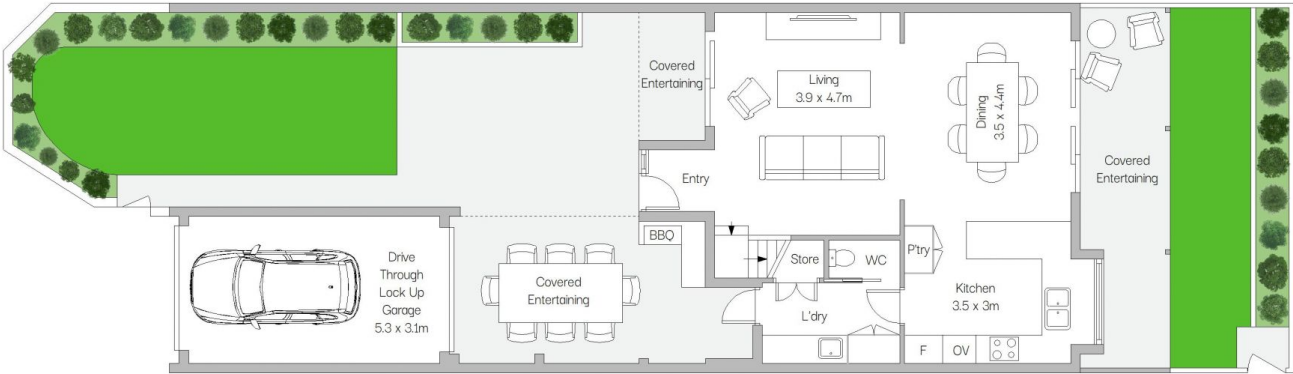 Covered
Entertaining
Living
3.9 x 4.7m
Dining
3.5 x 4.4m
Covered
Entertaining
Entry
BBQ
Store
WC
P'try
Drive
Through
Lock Up
Garage
5.3 x 3.1m
Covered
Entertaining
L'dry
Kitchen
3.5 x 3m
F
OV